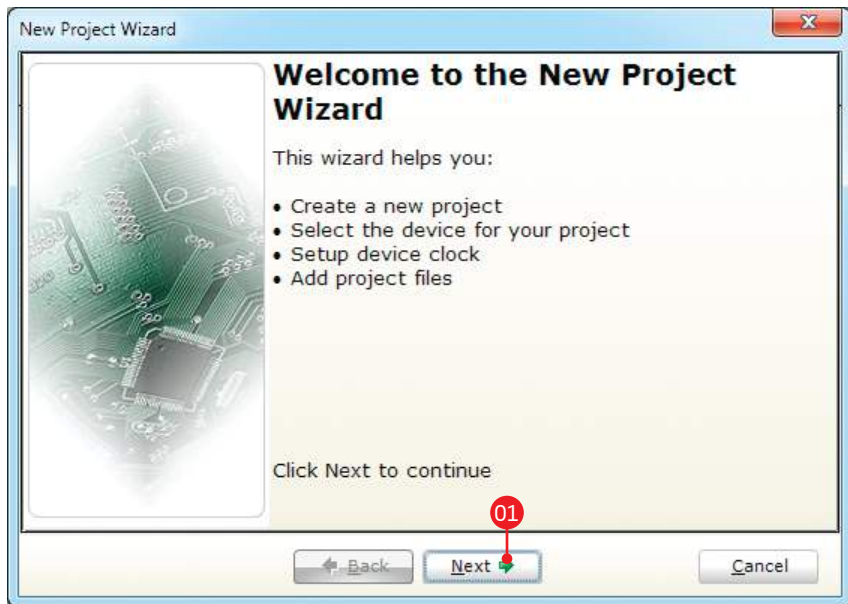 New Project Wizard
Welcome to the New Project
Wizard
This wizard helps you:
• Create a new project
• Select the device for your project
• Setup device clock
• Add project files
Click Next to continue
01
Back
Next
Cancel